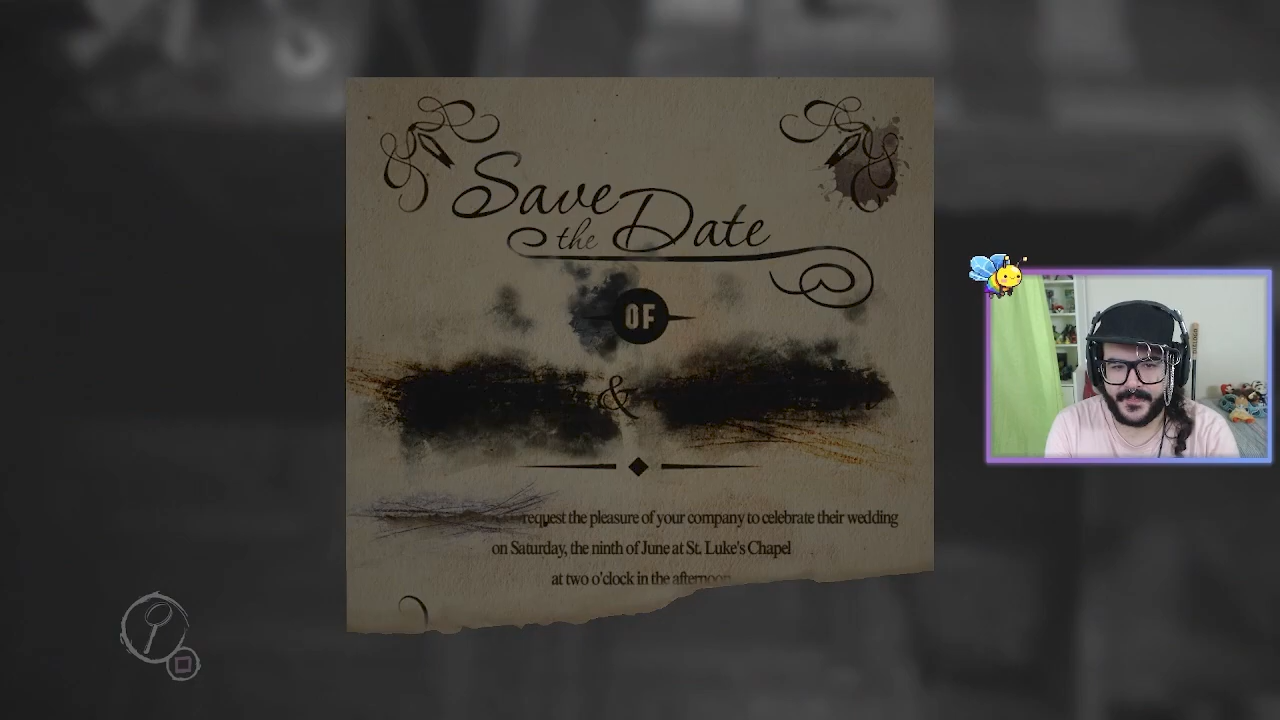 Save
the Date
OF
&
request the pleasure of your company to celebrate their wedding
on Saturday, the ninth of June at St. Luke's Chapel
at two o'clock in the afternoon